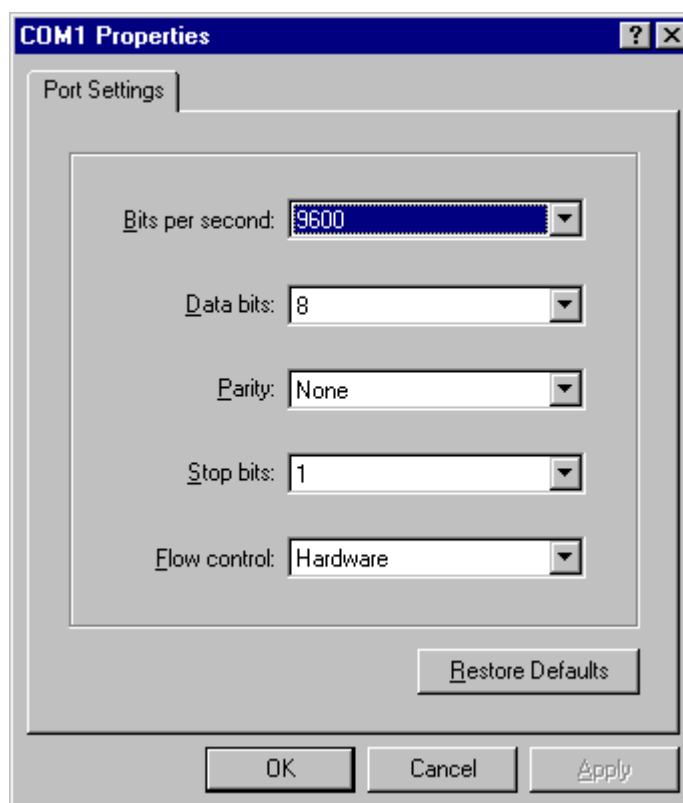 COM1 Properties
Port Settings
Bits per second: 9600
Data bits: 8
Parity: None
Stop bits: 1
Flow control: Hardware
Restore Defaults
OK Cancel Apply